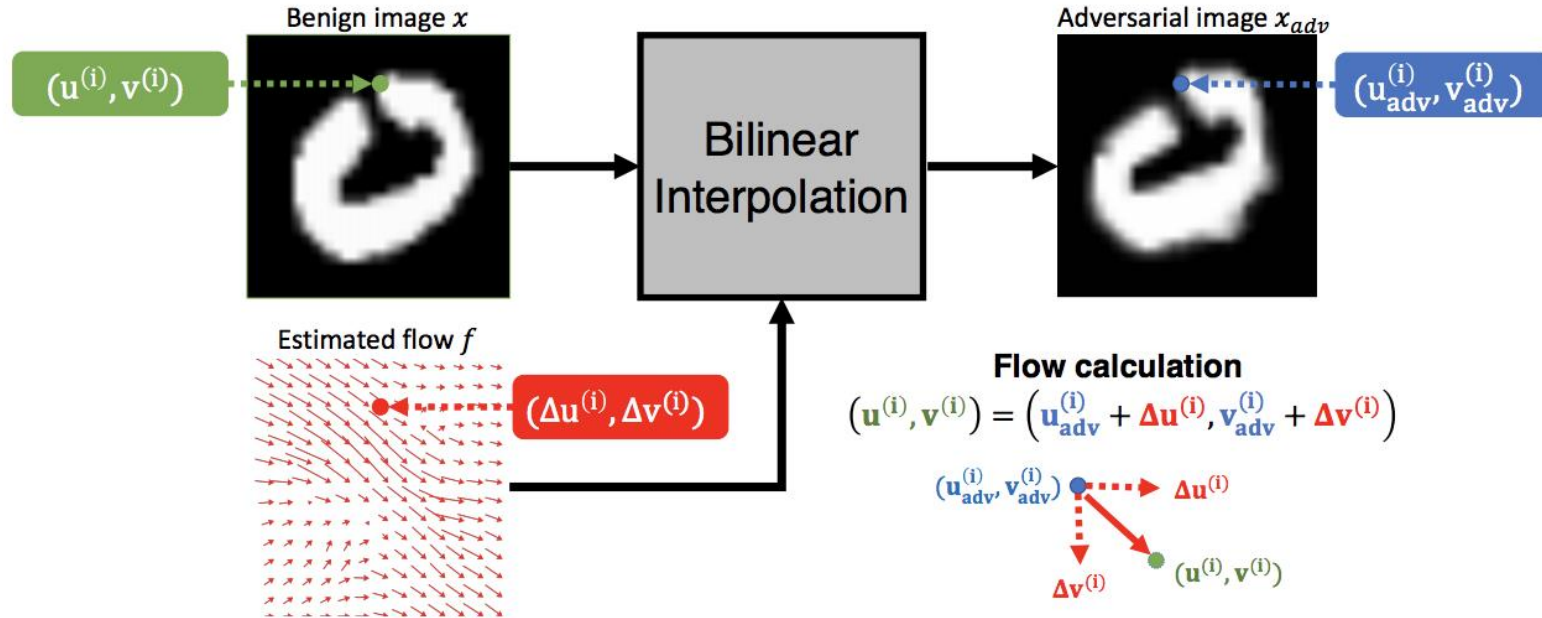 Benign image x
Adversarial image x_adv
(u^(i), v^(i))
Bilinear
Interpolation
(u_adv^(i), v_adv^(i))
Estimated flow f
(Δu^(i), Δv^(i))
Flow calculation
(u^(i), v^(i)) = (u_adv^(i) + Δu^(i), v_adv^(i) + Δv^(i))
(u_adv^(i), v_adv^(i))
Δu^(i)
Δv^(i)
(u^(i), v^(i))